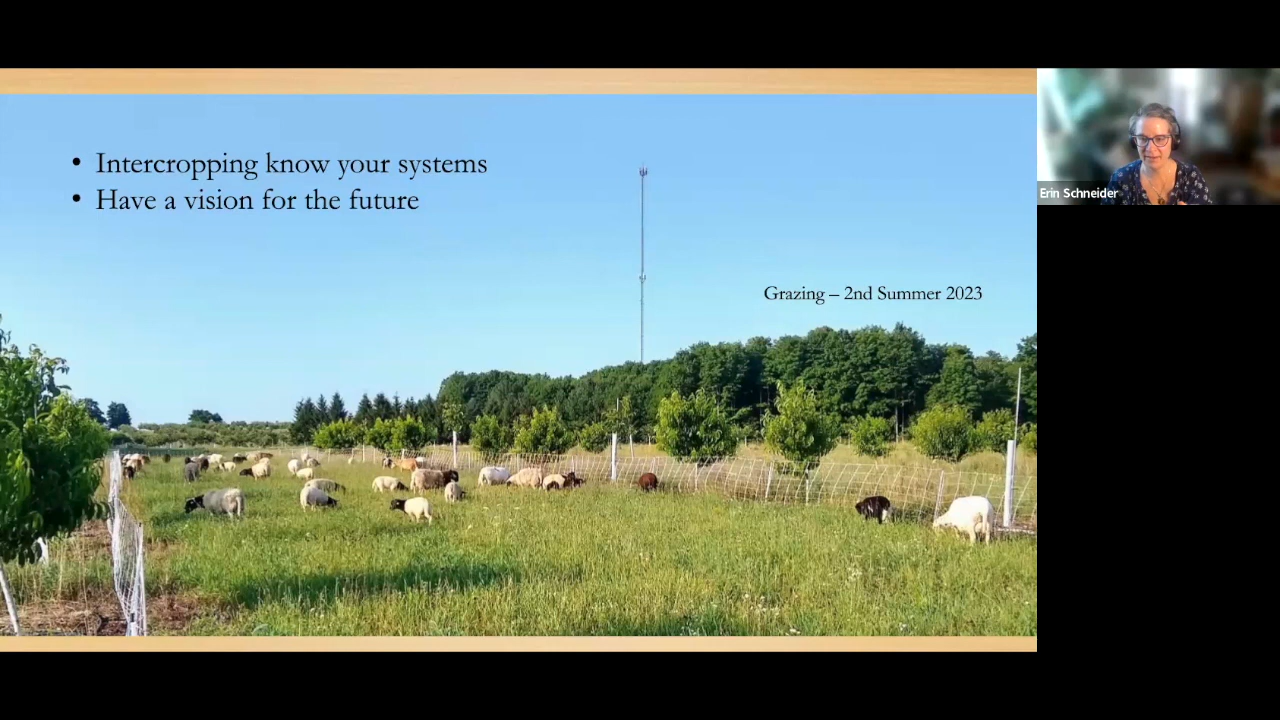 • Intercropping know your systems
• Have a vision for the future
Grazing – 2nd Summer 2023
Erin Schneider